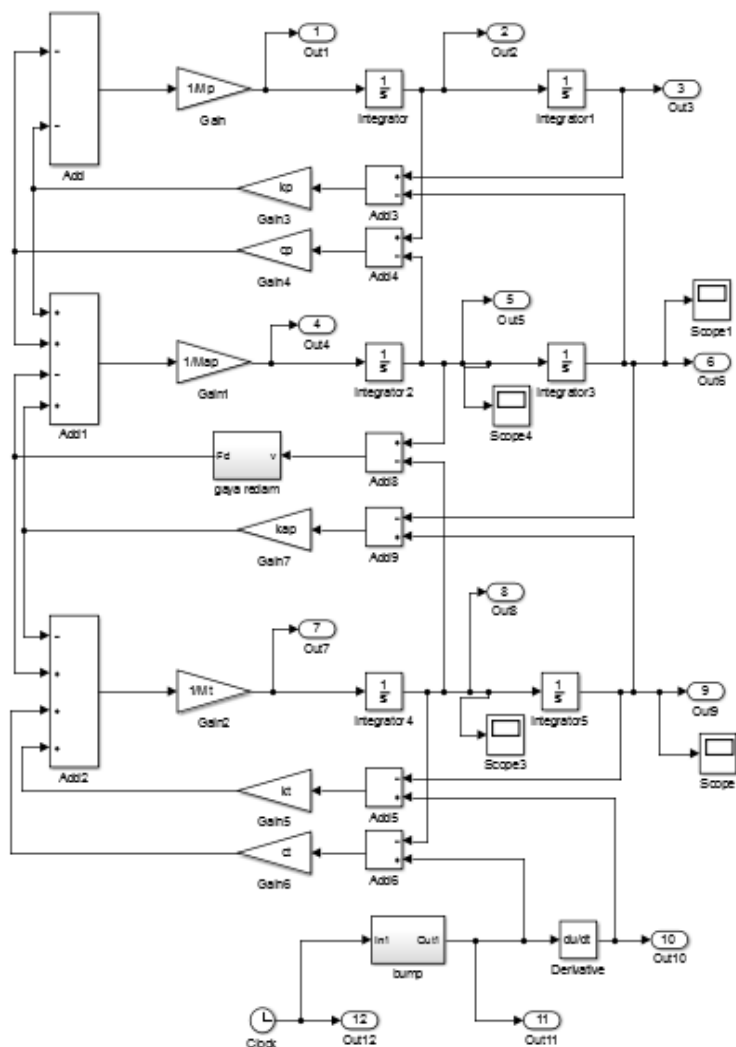 1
Out1
2
Out2
1/Mp
Gain
1
s
Integrator
1
s
Integrator1
3
Out3
Add
kp
Gain3
Add3
cp
Gain4
Add4
4
Out4
5
Out5
Scope1
1/Map
Gain1
1
s
Integrator2
1
s
Integrator3
6
Out6
Add1
Scope4
Fd
v
gaya redam
Add8
kap
Gain7
Add9
7
Out7
8
Out8
1/Mt
Gain2
1
s
Integrator4
1
s
Integrator5
9
Out9
Add2
Scope3
Scope
kt
Gain5
Add5
ct
Gain6
Add6
In1
Out1
bump
du/dt
Derivative
10
Out10
Clock
12
Out12
11
Out11